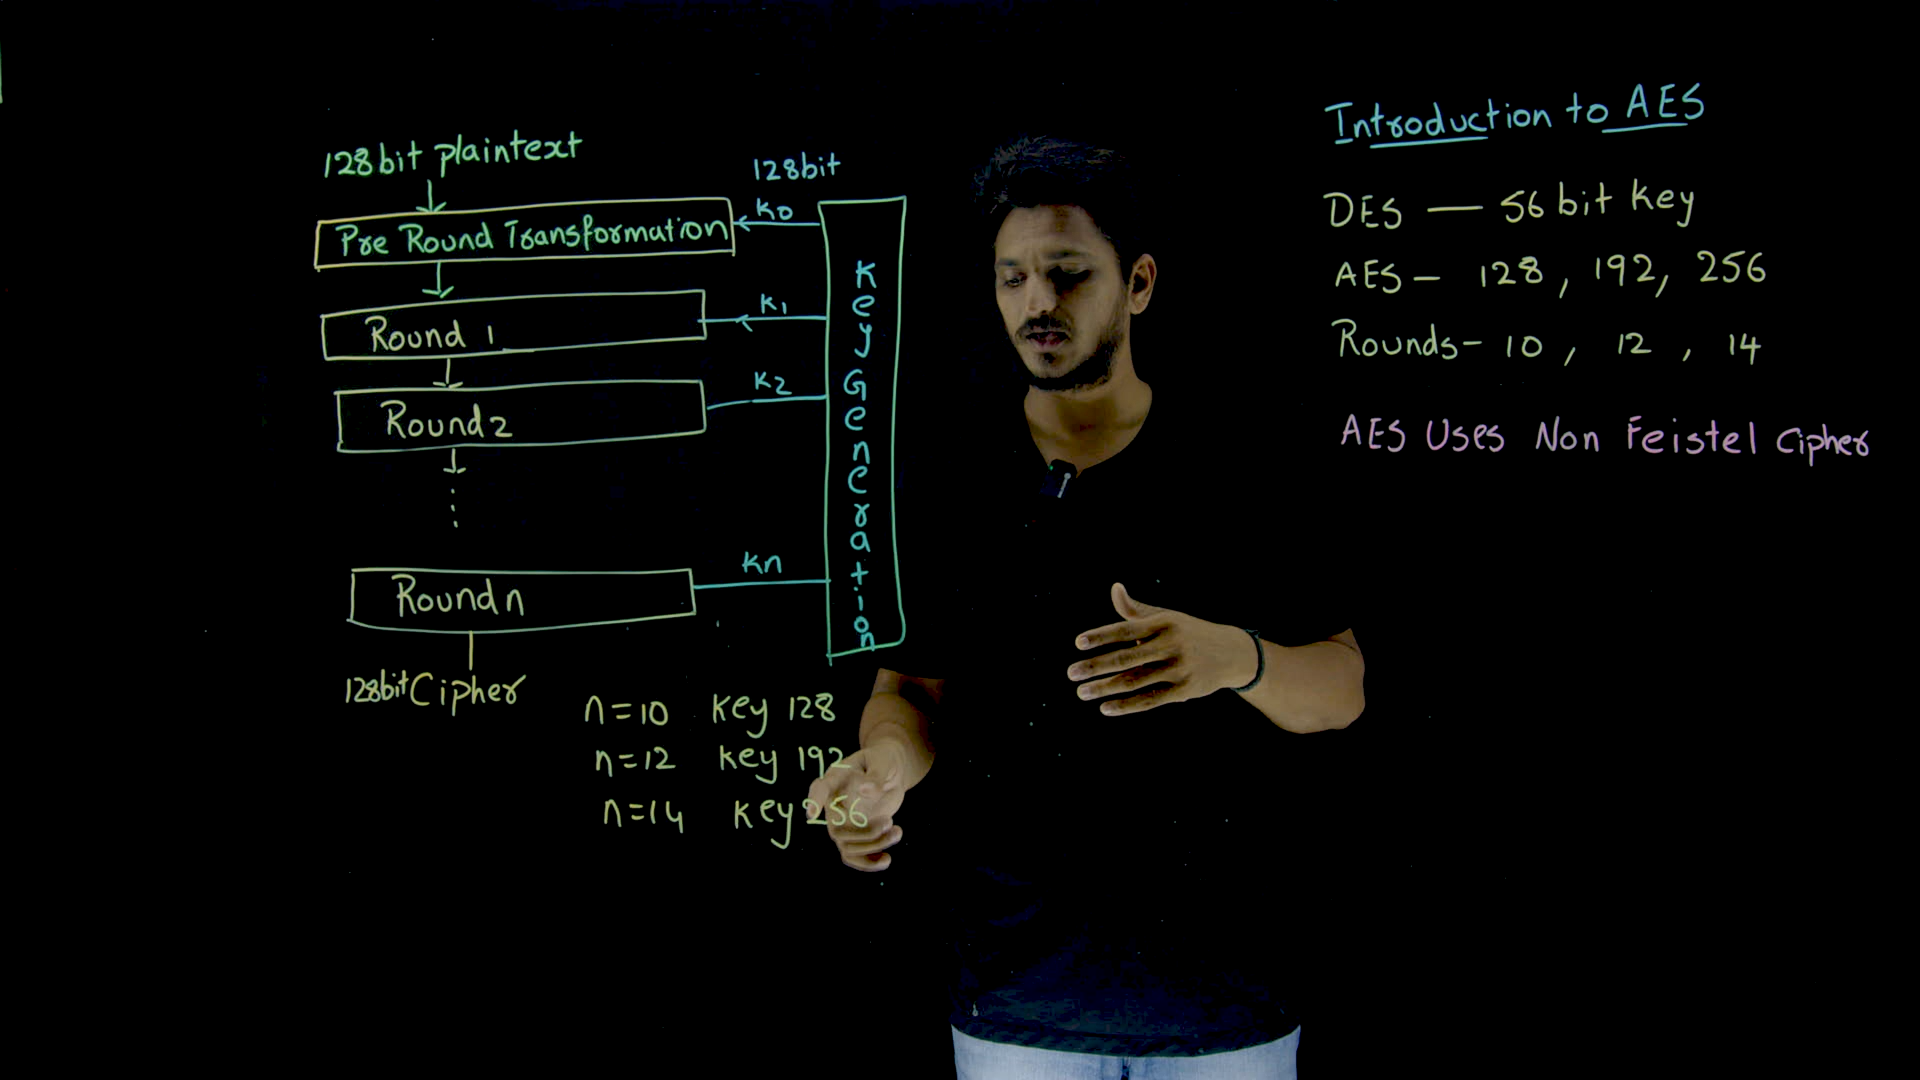 Introduction to AES
DES — 56 bit key
AES — 128, 192, 256
Rounds - 10, 12, 14
AES Uses Non Feistel Cipher
128bit plaintext
128bit
Pre Round Transformation
K0
Round 1
K1
Round 2
K2
Round n
Kn
Key Generation
128bit Cipher
n=10 key 128
n=12 key 192
n=14 key 256